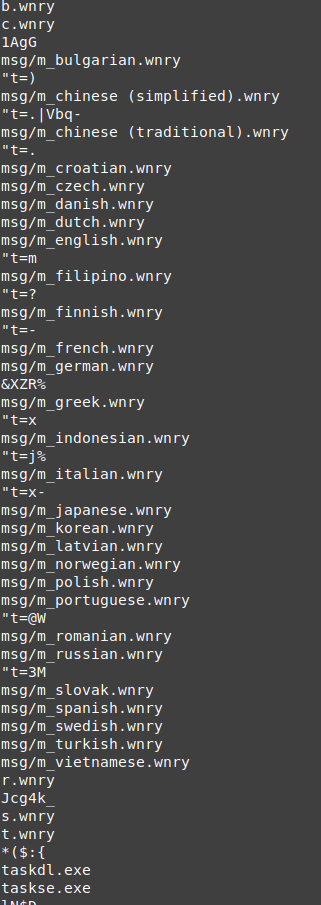 b.wnry
c.wnry
1AgG
msg/m_bulgarian.wnry
"t=)
msg/m_chinese (simplified).wnry
"t=.|Vbq-
msg/m_chinese (traditional).wnry
"t=.
msg/m_croatian.wnry
msg/m_czech.wnry
msg/m_danish.wnry
msg/m_dutch.wnry
msg/m_english.wnry
"t=m
msg/m_filipino.wnry
"t=?
msg/m_finnish.wnry
"t=-
msg/m_french.wnry
msg/m_german.wnry
&XZR%
msg/m_greek.wnry
"t=x
msg/m_indonesian.wnry
"t=j%
msg/m_italian.wnry
"t=x-
msg/m_japanese.wnry
msg/m_korean.wnry
msg/m_latvian.wnry
msg/m_norwegian.wnry
msg/m_polish.wnry
msg/m_portuguese.wnry
"t=@W
msg/m_romanian.wnry
msg/m_russian.wnry
"t=3M
msg/m_slovak.wnry
msg/m_spanish.wnry
msg/m_swedish.wnry
msg/m_turkish.wnry
msg/m_vietnamese.wnry
r.wnry
Jcg4k_
s.wnry
t.wnry
*($:{
taskdl.exe
taskse.exe